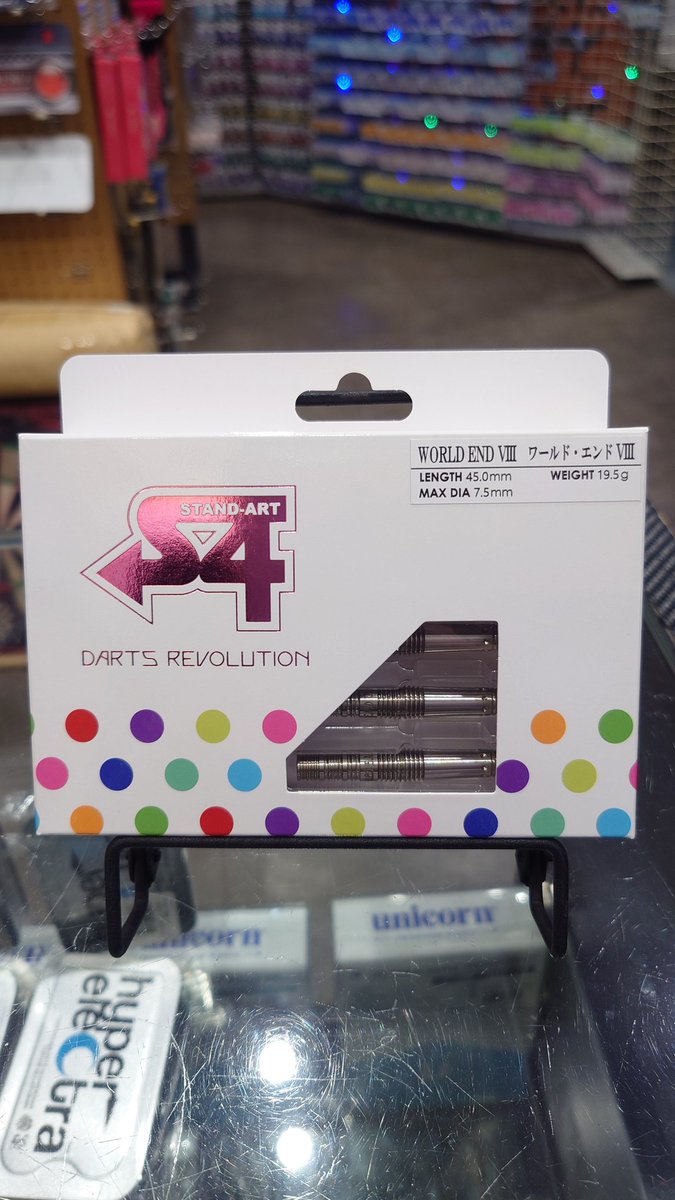 WORLD END Ⅷ ワールド・エンド Ⅷ
LENGTH 45.0mm WEIGHT 19.5g
MAX DIA 7.5mm
STAND-ART
S4
DARTS REVOLUTION
unicorn
unicorn
hyper
electra